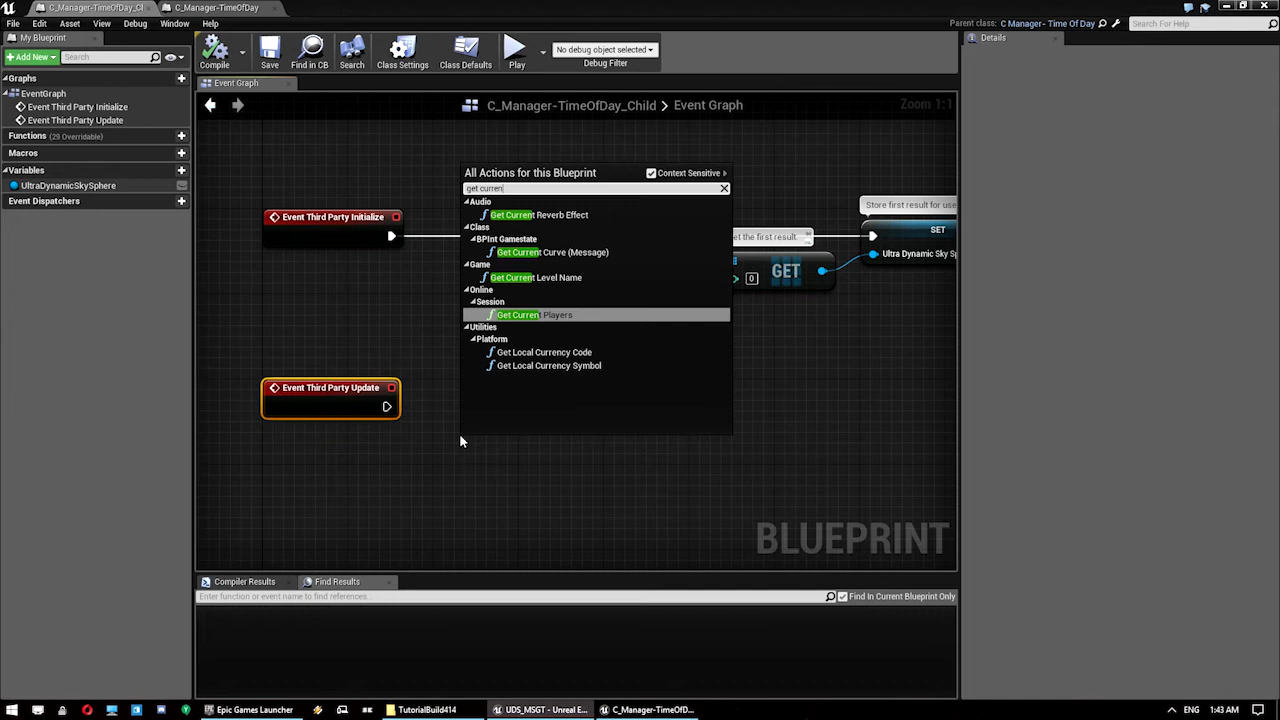 C_Manager-TimeOfDay_Cl
C_Manager-TimeOfDay
File Edit Asset View Debug Window Help
Parent class: C Manager- Time Of Day
Search For Help
My Blueprint
Add New
Search
Graphs
EventGraph
Event Third Party Initialize
Event Third Party Update
Functions (29 Overridable)
Macros
Variables
UltraDynamicSkySphere
Event Dispatchers
Compile
Save
Find in CB
Search
Class Settings
Class Defaults
Play
No debug object selected
Debug Filter
Details
Event Graph
C_Manager-TimeOfDay_Child > Event Graph
Zoom 1:1
Event Third Party Initialize
Event Third Party Update
All Actions for this Blueprint
Context Sensitive
get curren
Audio
Get Current Reverb Effect
Class
BPInt Gamestate
Get Current Curve (Message)
Game
Get Current Level Name
Online
Session
Get Current Players
Utilities
Platform
Get Local Currency Code
Get Local Currency Symbol
et the first result.
0
GET
Store first result for use
SET
Ultra Dynamic Sky Sp
BLUEPRINT
Compiler Results
Find Results
Enter function or event name to find references...
Find In Current Blueprint Only
Epic Games Launcher
TutorialBuild414
UDS_MSGT - Unreal E...
C_Manager-TimeOfD...
ENG
1:43 AM